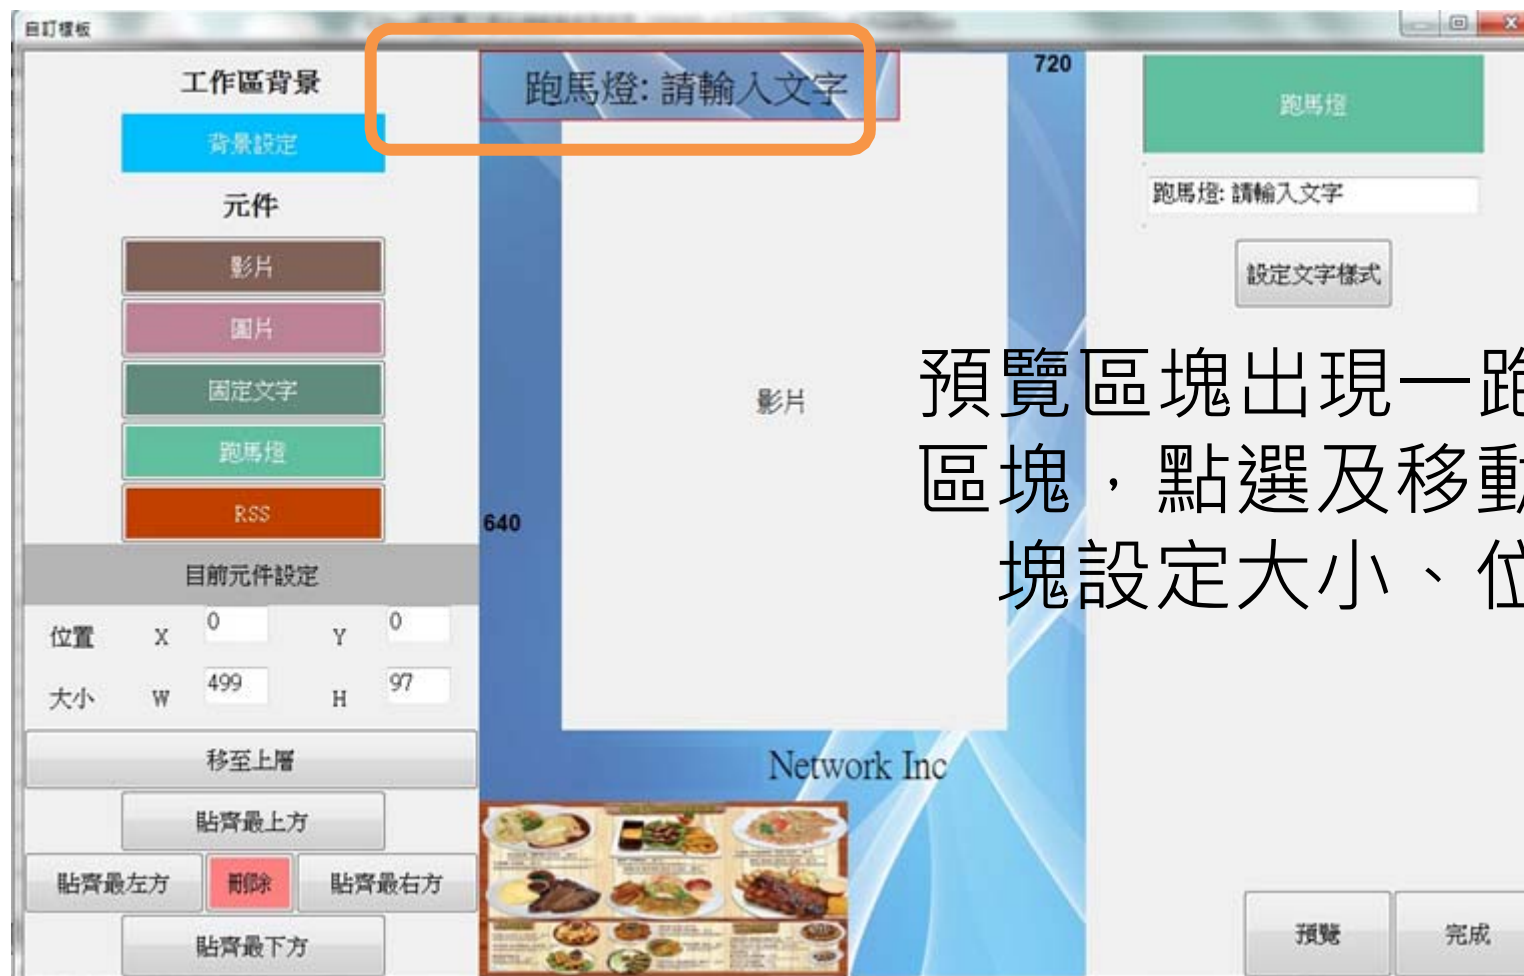 自訂樣板
工作區背景
背景設定
元件
影片
圖片
固定文字
跑馬燈
RSS
目前元件設定
位置 X 0 Y 0
大小 W 499 H 97
移至上層
貼齊最上方
貼齊最左方 刪除 貼齊最右方
貼齊最下方
跑馬燈: 請輸入文字
720
影片
640
Network Inc
跑馬燈
跑馬燈: 請輸入文字
設定文字樣式
預覽區塊出現一跑
區塊，點選及移動
塊設定大小、位
預覽 完成